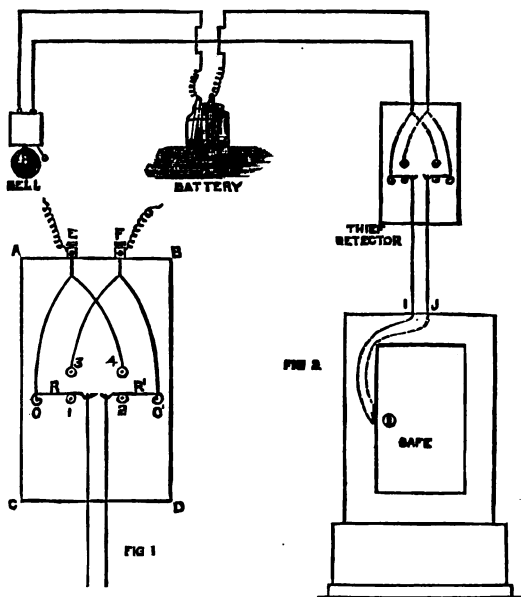 BELL
BATTERY
THIEF
DETECTOR
E F
A B
3 4
R R'
O 1 2 O'
C D
FIG 1
I J
FIG 2
SAFE